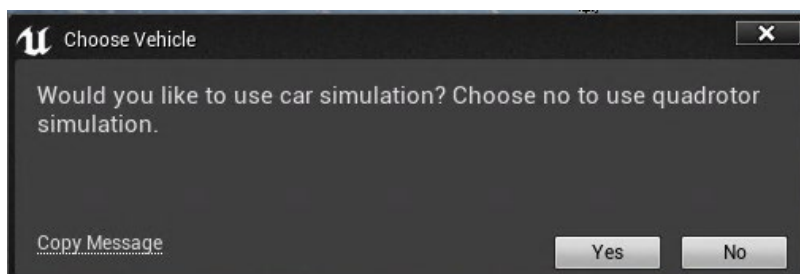 Choose Vehicle
Would you like to use car simulation? Choose no to use quadrotor
simulation.
Copy Message
Yes
No